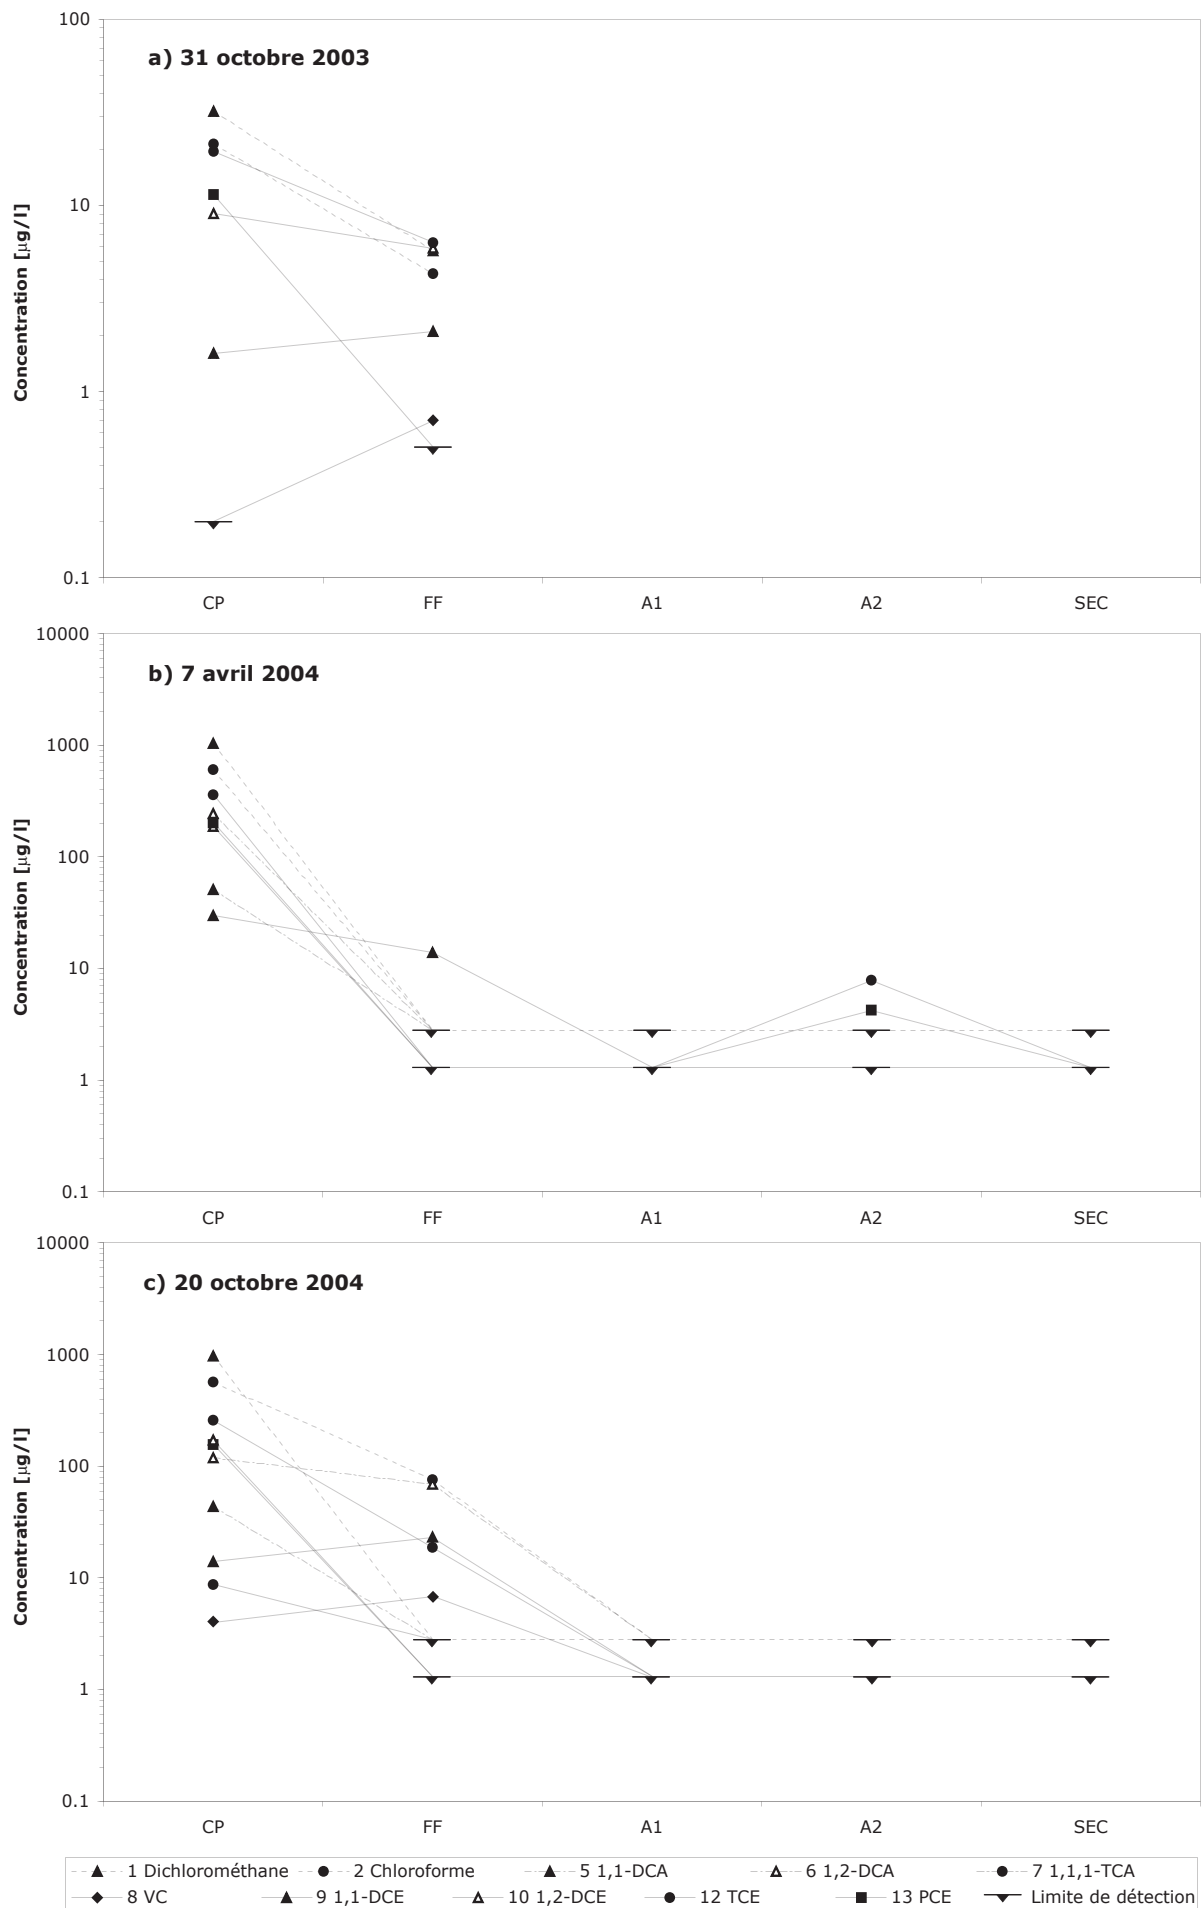 100
a) 31 octobre 2003
10
Concentration [µg/l]
1
0.1
CP FF A1 A2 SEC
10000
b) 7 avril 2004
1000
100
Concentration [µg/l]
10
1
0.1
CP FF A1 A2 SEC
10000
c) 20 octobre 2004
1000
100
Concentration [µg/l]
10
1
0.1
CP FF A1 A2 SEC
1 Dichlorométhane 2 Chloroforme 5 1,1-DCA 6 1,2-DCA 7 1,1,1-TCA
8 VC 9 1,1-DCE 10 1,2-DCE 12 TCE 13 PCE Limite de détection